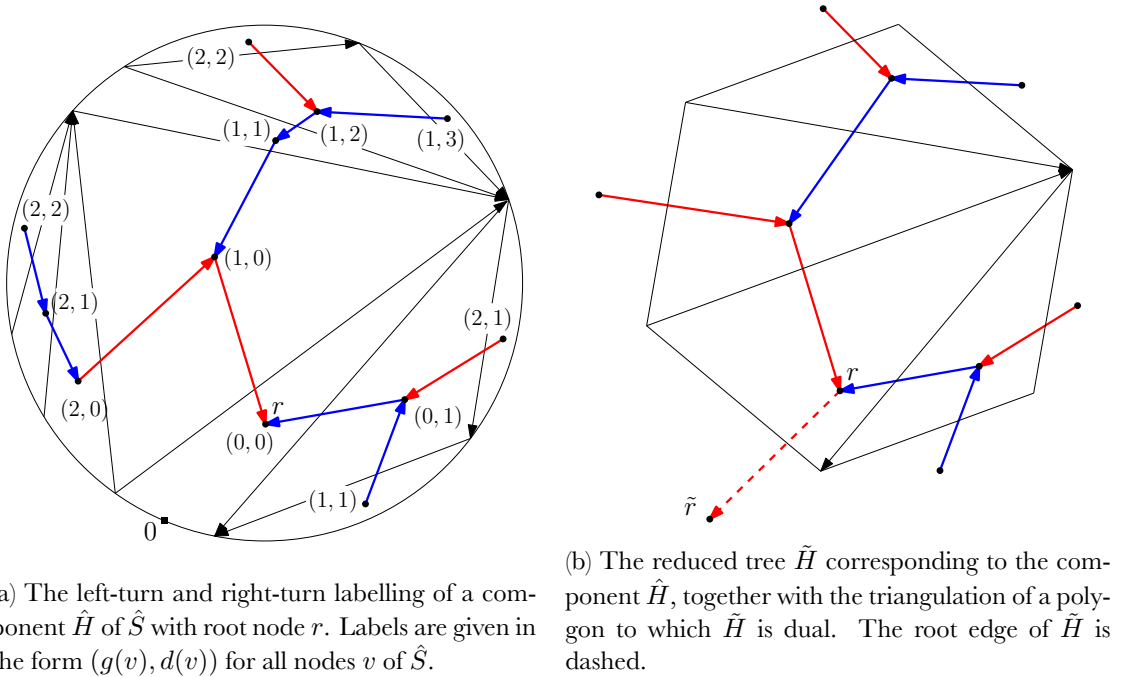 (2, 2)
(1, 1)
(1, 2)
(1, 3)
(2, 2)
(1, 0)
(2, 1)
(2, 1)
(2, 0)
r
(0, 0)
(0, 1)
(1, 1)
0
r
r̃
a) The left-turn and right-turn labelling of a com-
ponent Ĥ of Ŝ with root node r. Labels are given in
he form (g(v), d(v)) for all nodes v of Ŝ.
(b) The reduced tree H̃ corresponding to the com-
ponent Ĥ, together with the triangulation of a poly-
gon to which H̃ is dual. The root edge of H̃ is
dashed.